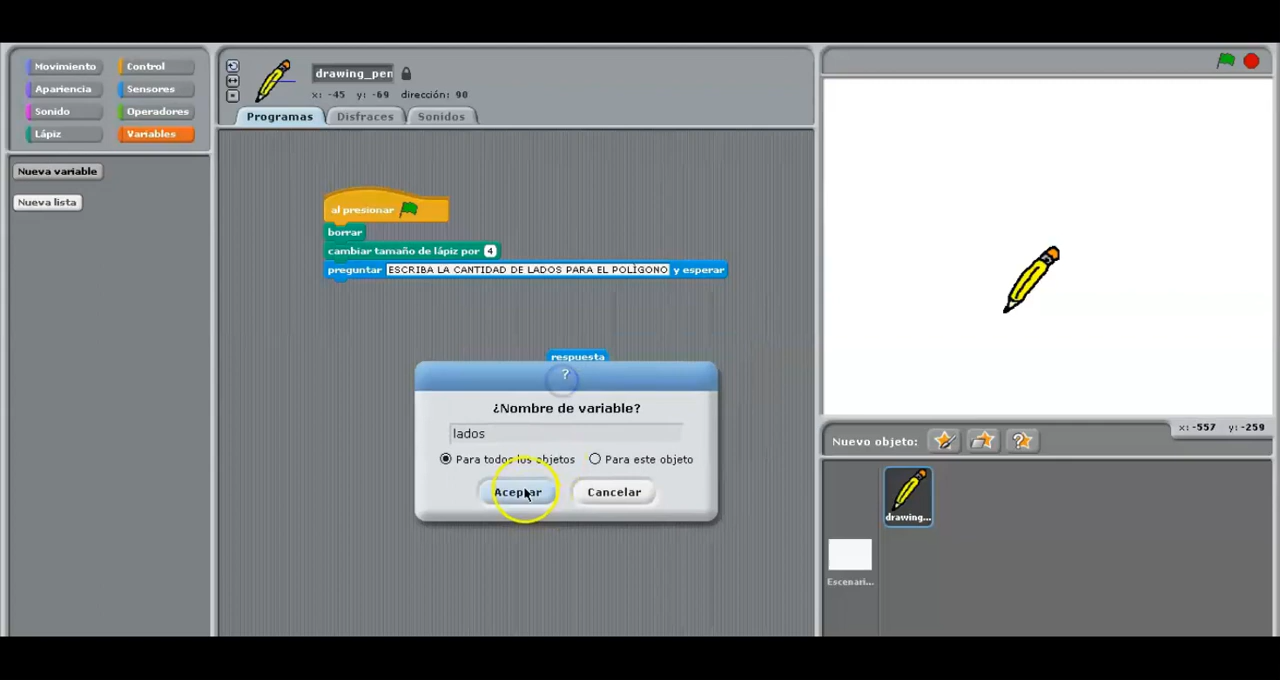 Movimiento
Control
Apariencia
Sensores
Sonido
Operadores
Lápiz
Variables
Nueva variable
Nueva lista
drawing_pen
x: -45 y: -69 dirección: 90
Programas
Disfraces
Sonidos
al presionar
borrar
cambiar tamaño de lápiz por 4
preguntar ESCRIBA LA CANTIDAD DE LADOS PARA EL POLÍGONO y esperar
respuesta
?
¿Nombre de variable?
lados
Para todos los objetos
Para este objeto
Aceptar
Cancelar
x: -557 y: -259
Nuevo objeto:
?
drawing...
Escenari...